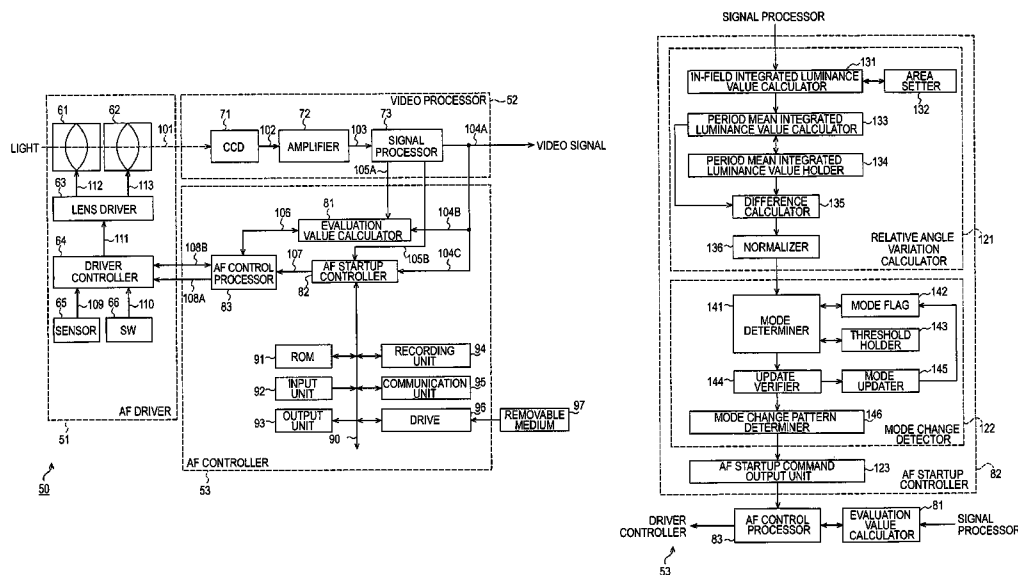 61
62
101
LIGHT
112
113
63
LENS DRIVER
111
64
DRIVER
CONTROLLER
65
109
66
110
SENSOR
SW
AF DRIVER
51
50
VIDEO PROCESSOR
52
71
72
73
102
103
104A
CCD
AMPLIFIER
SIGNAL
PROCESSOR
VIDEO SIGNAL
105A
81
106
EVALUATION
VALUE CALCULATOR
104B
105B
104C
108B
107
AF CONTROL
PROCESSOR
AF STARTUP
CONTROLLER
108A
83
82
91
ROM
RECORDING
UNIT
94
92
INPUT
UNIT
COMMUNICATION
UNIT
95
93
OUTPUT
UNIT
DRIVE
96
REMOVABLE
MEDIUM
97
90
AF CONTROLLER
53
SIGNAL PROCESSOR
131
IN-FIELD INTEGRATED LUMINANCE
VALUE CALCULATOR
AREA
SETTER
132
PERIOD MEAN INTEGRATED
LUMINANCE VALUE CALCULATOR
133
PERIOD MEAN INTEGRATED
LUMINANCE VALUE HOLDER
134
DIFFERENCE
CALCULATOR
135
136
NORMALIZER
RELATIVE ANGLE
VARIATION
CALCULATOR
121
141
MODE
DETERMINER
142
MODE FLAG
143
THRESHOLD
HOLDER
144
UPDATE
VERIFIER
MODE
UPDATER
145
MODE CHANGE PATTERN
DETERMINER
146
MODE CHANGE
DETECTOR
122
AF STARTUP COMMAND
OUTPUT UNIT
123
AF STARTUP
CONTROLLER
82
81
DRIVER
CONTROLLER
AF CONTROL
PROCESSOR
EVALUATION
VALUE
CALCULATOR
SIGNAL
PROCESSOR
83
53